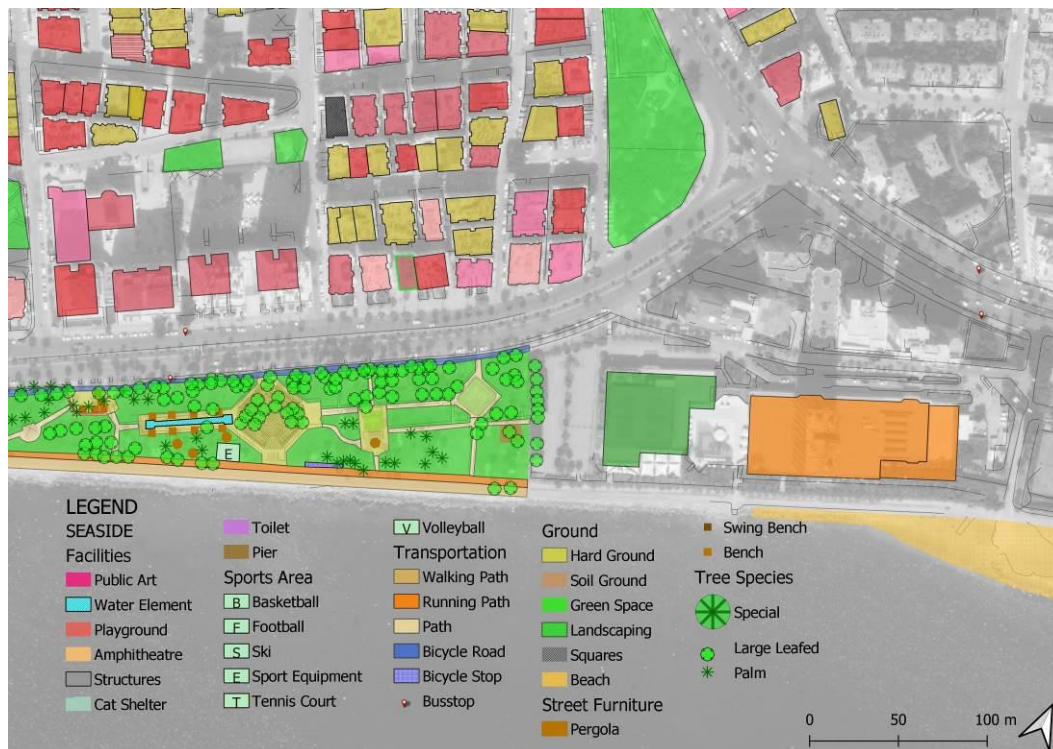 LEGEND
SEASIDE
Facilities
Public Art
Water Element
Playground
Amphitheatre
Structures
Cat Shelter
Toilet
Pier
Sports Area
B Basketball
F Football
S Ski
E Sport Equipment
T Tennis Court
V Volleyball
Transportation
Walking Path
Running Path
Path
Bicycle Road
Bicycle Stop
Busstop
Ground
Hard Ground
Soil Ground
Green Space
Landscaping
Squares
Beach
Street Furniture
Pergola
Swing Bench
Bench
Tree Species
Special
Large Leafed
Palm
0 50 100 m
E